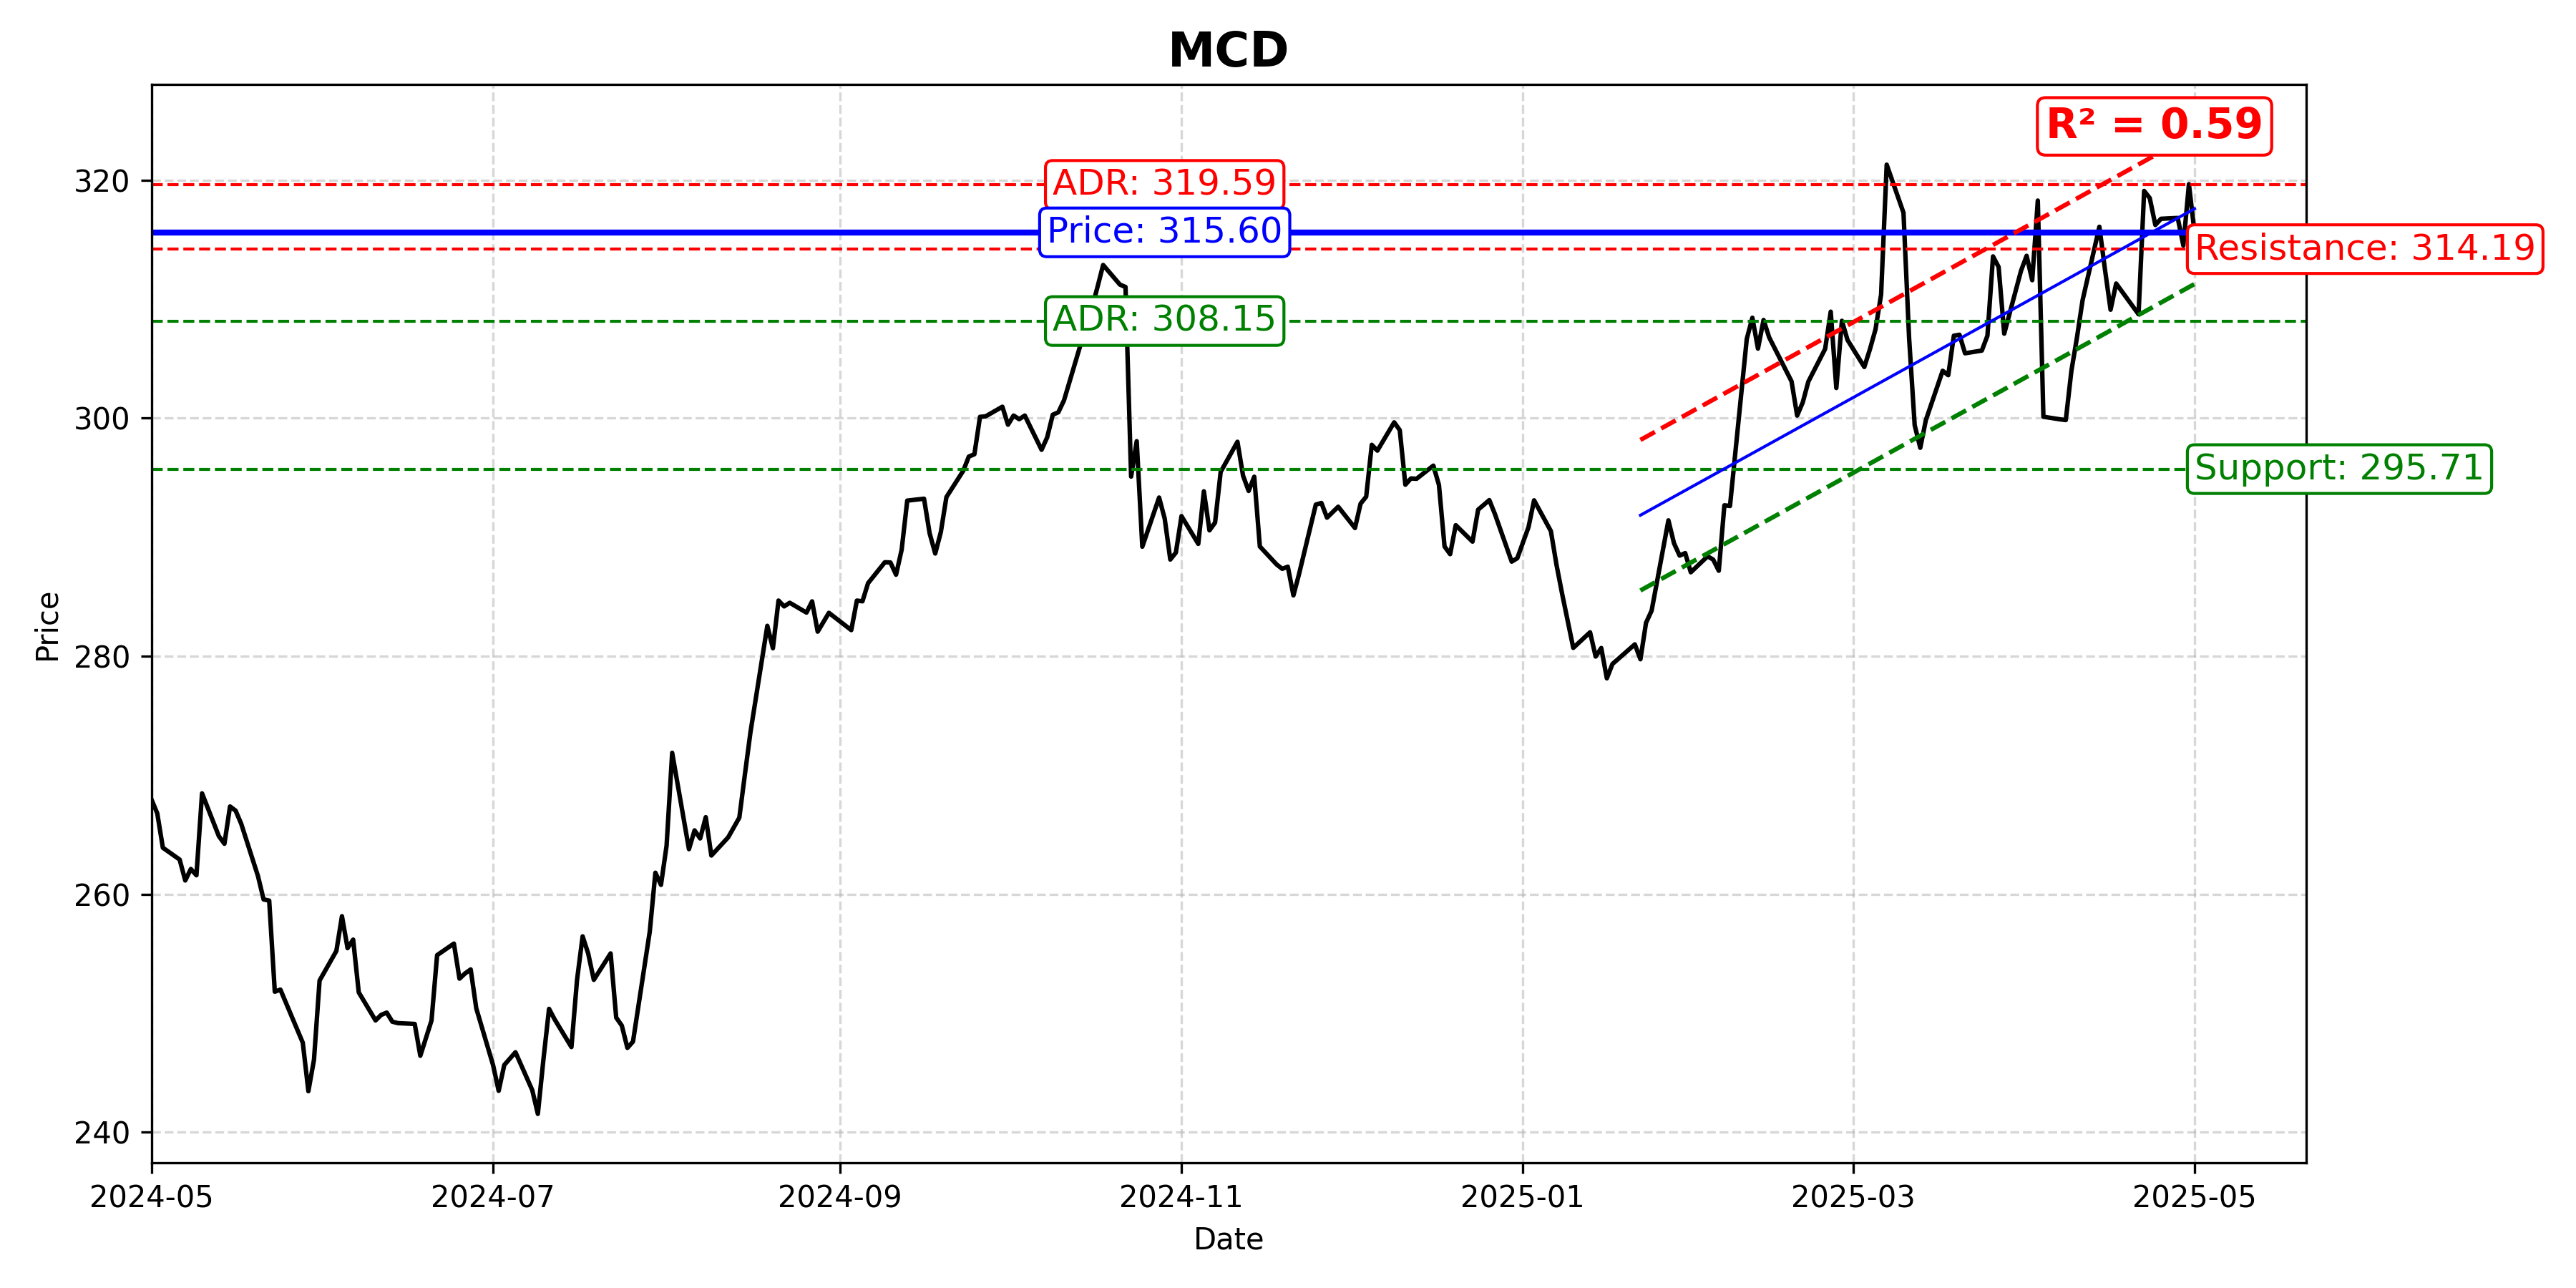 MCD
R² = 0.59
320
ADR: 319.59
Price: 315.60
Resistance: 314.19
ADR: 308.15
300
Support: 295.71
280
Price
260
240
2024-05 2024-07 2024-09 2024-11 2025-01 2025-03 2025-05
Date